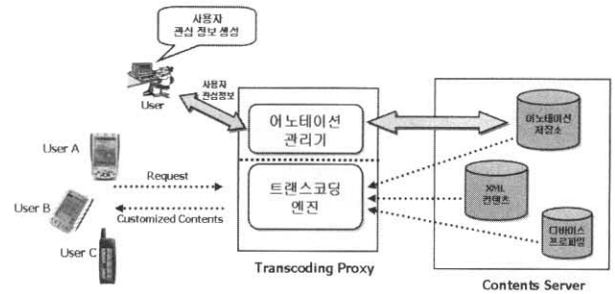 사용자
관심 정보 생성
User
사용자
관심정보
어노테이션
관리기
어노테이션
저장소
User A
Request
트랜스코딩
엔진
XML
컨텐츠
User B
Customized Contents
디바이스
프로파일
User C
Transcoding Proxy
Contents Server